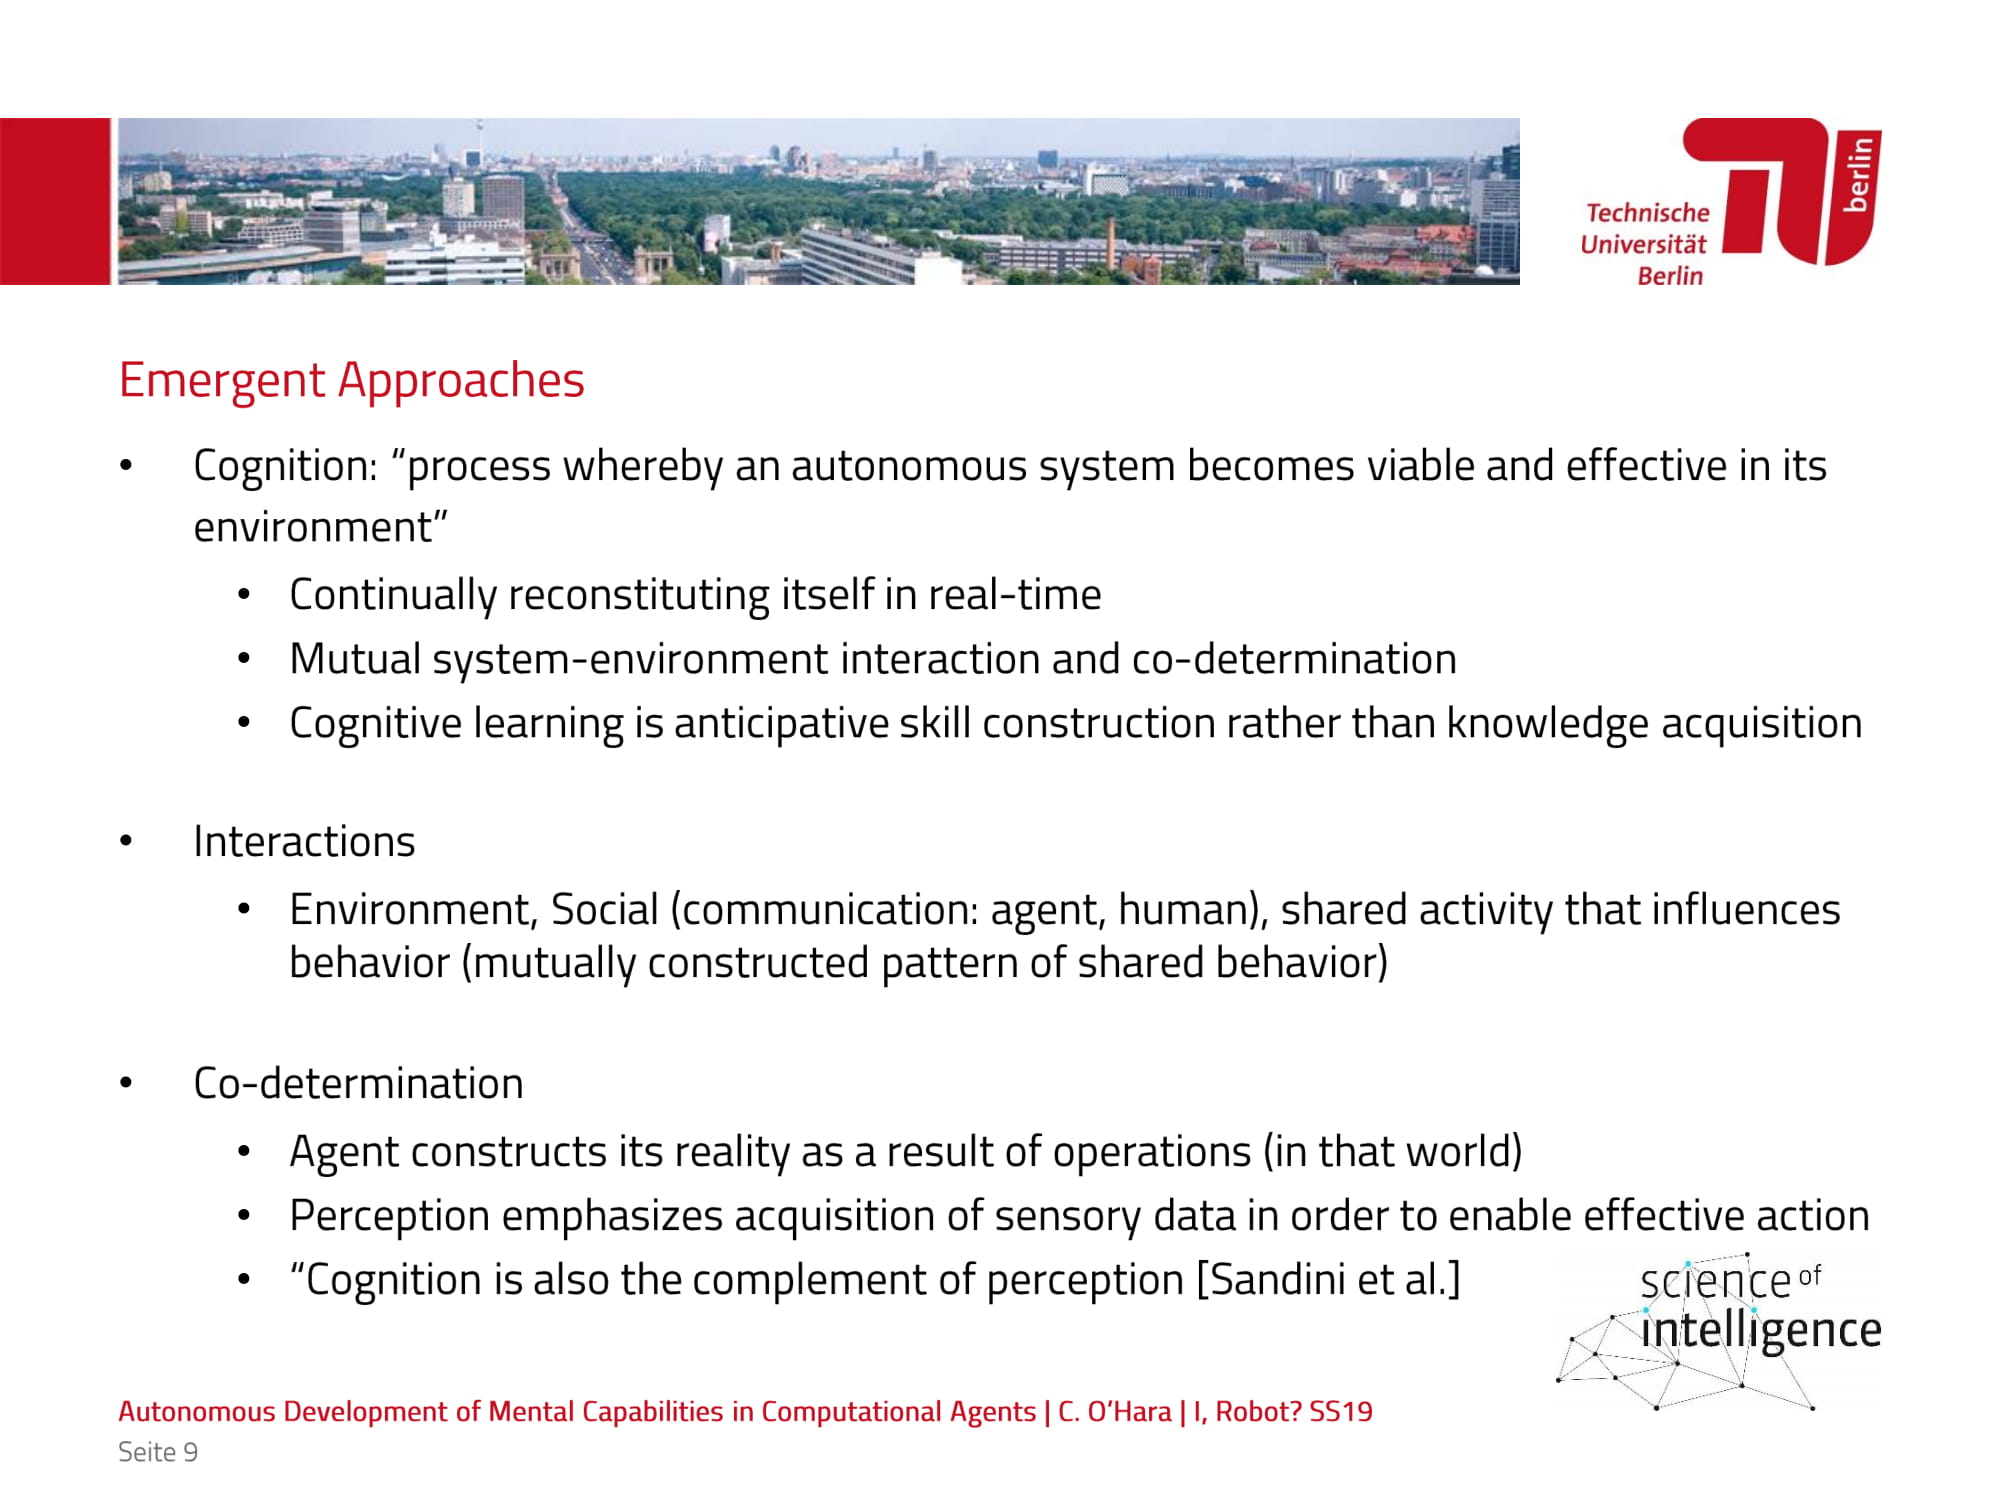 Technische
Universität
Berlin
berlin
Emergent Approaches
• Cognition: “process whereby an autonomous system becomes viable and effective in its
environment”
• Continually reconstituting itself in real-time
• Mutual system-environment interaction and co-determination
• Cognitive learning is anticipative skill construction rather than knowledge acquisition
• Interactions
• Environment, Social (communication: agent, human), shared activity that influences
behavior (mutually constructed pattern of shared behavior)
• Co-determination
• Agent constructs its reality as a result of operations (in that world)
• Perception emphasizes acquisition of sensory data in order to enable effective action
• “Cognition is also the complement of perception [Sandini et al.]
science of
intelligence
Autonomous Development of Mental Capabilities in Computational Agents | C. O’Hara | I, Robot? SS19
Seite 9